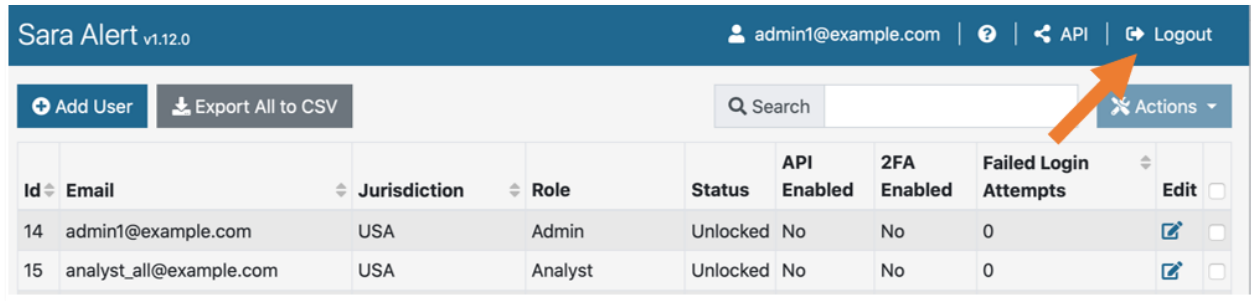 Sara Alert v1.12.0 admin1@example.com | | API | Logout
Add User Export All to CSV Search Actions
Id Email Jurisdiction Role Status API Enabled 2FA Enabled Failed Login Attempts Edit
14 admin1@example.com USA Admin Unlocked No No 0
15 analyst_all@example.com USA Analyst Unlocked No No 0